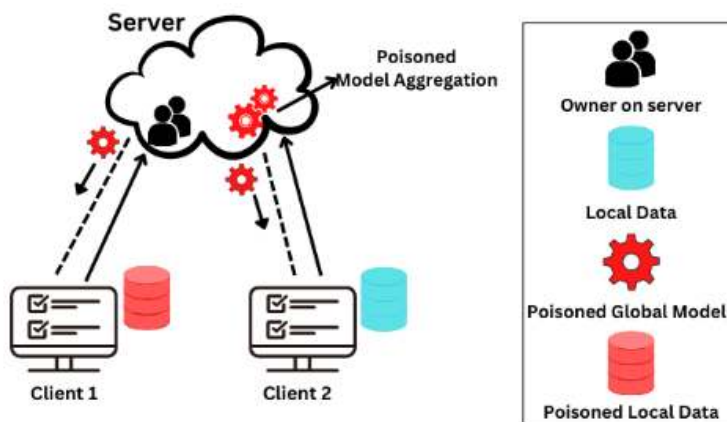 Server
Poisoned
Model Aggregation
Client 1
Client 2
Owner on server
Local Data
Poisoned Global Model
Poisoned Local Data